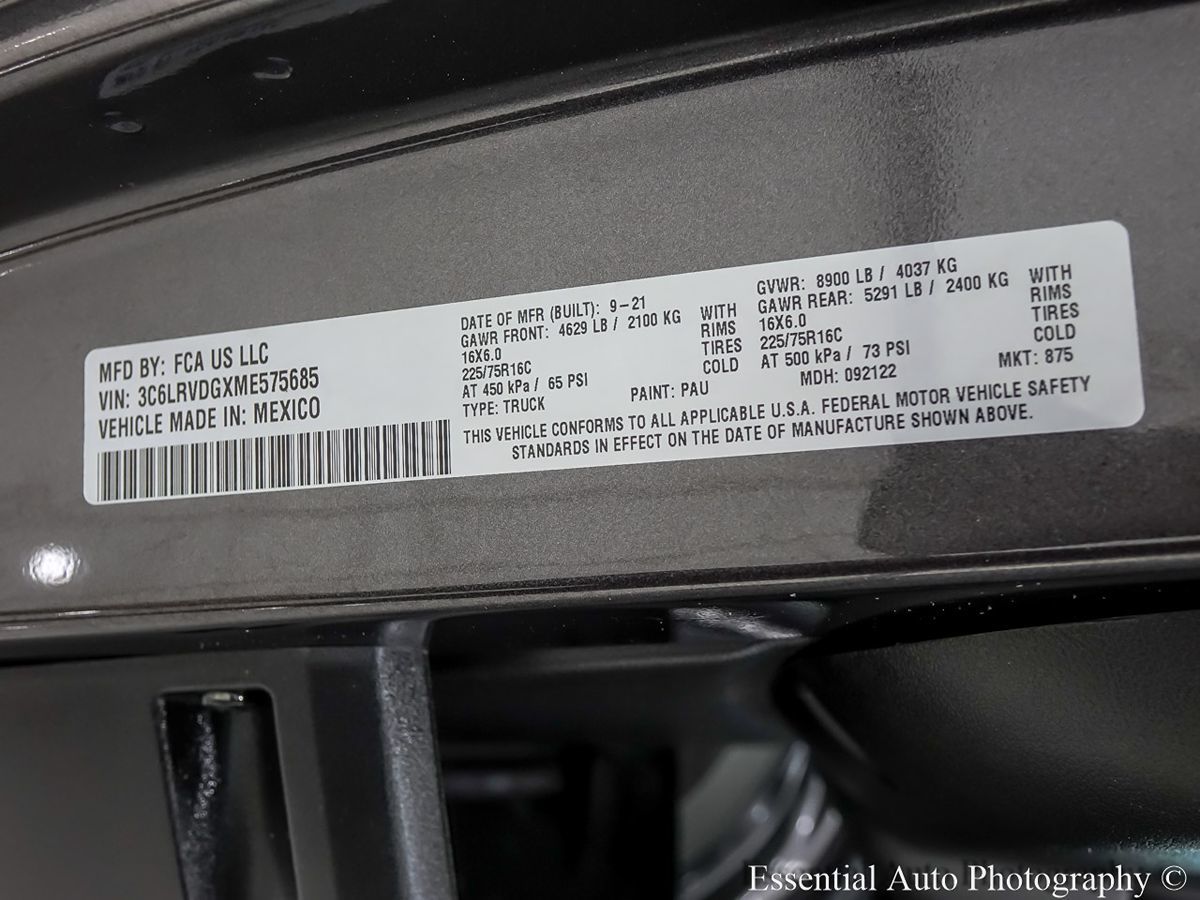 MFD BY: FCA US LLC
VIN: 3C6LRVDGXME575685
VEHICLE MADE IN: MEXICO
DATE OF MFR (BUILT): 9-21
GAWR FRONT: 4629 LB / 2100 KG WITH
16X6.0 RIMS
225/75R16C TIRES
AT 450 kPa / 65 PSI COLD
TYPE: TRUCK PAINT: PAU
GVWR: 8900 LB / 4037 KG
GAWR REAR: 5291 LB / 2400 KG WITH
16X6.0 RIMS
225/75R16C TIRES
AT 500 kPa / 73 PSI COLD
MDH: 092122 MKT: 875
THIS VEHICLE CONFORMS TO ALL APPLICABLE U.S.A. FEDERAL MOTOR VEHICLE SAFETY
STANDARDS IN EFFECT ON THE DATE OF MANUFACTURE SHOWN ABOVE.
Essential Auto Photography ©